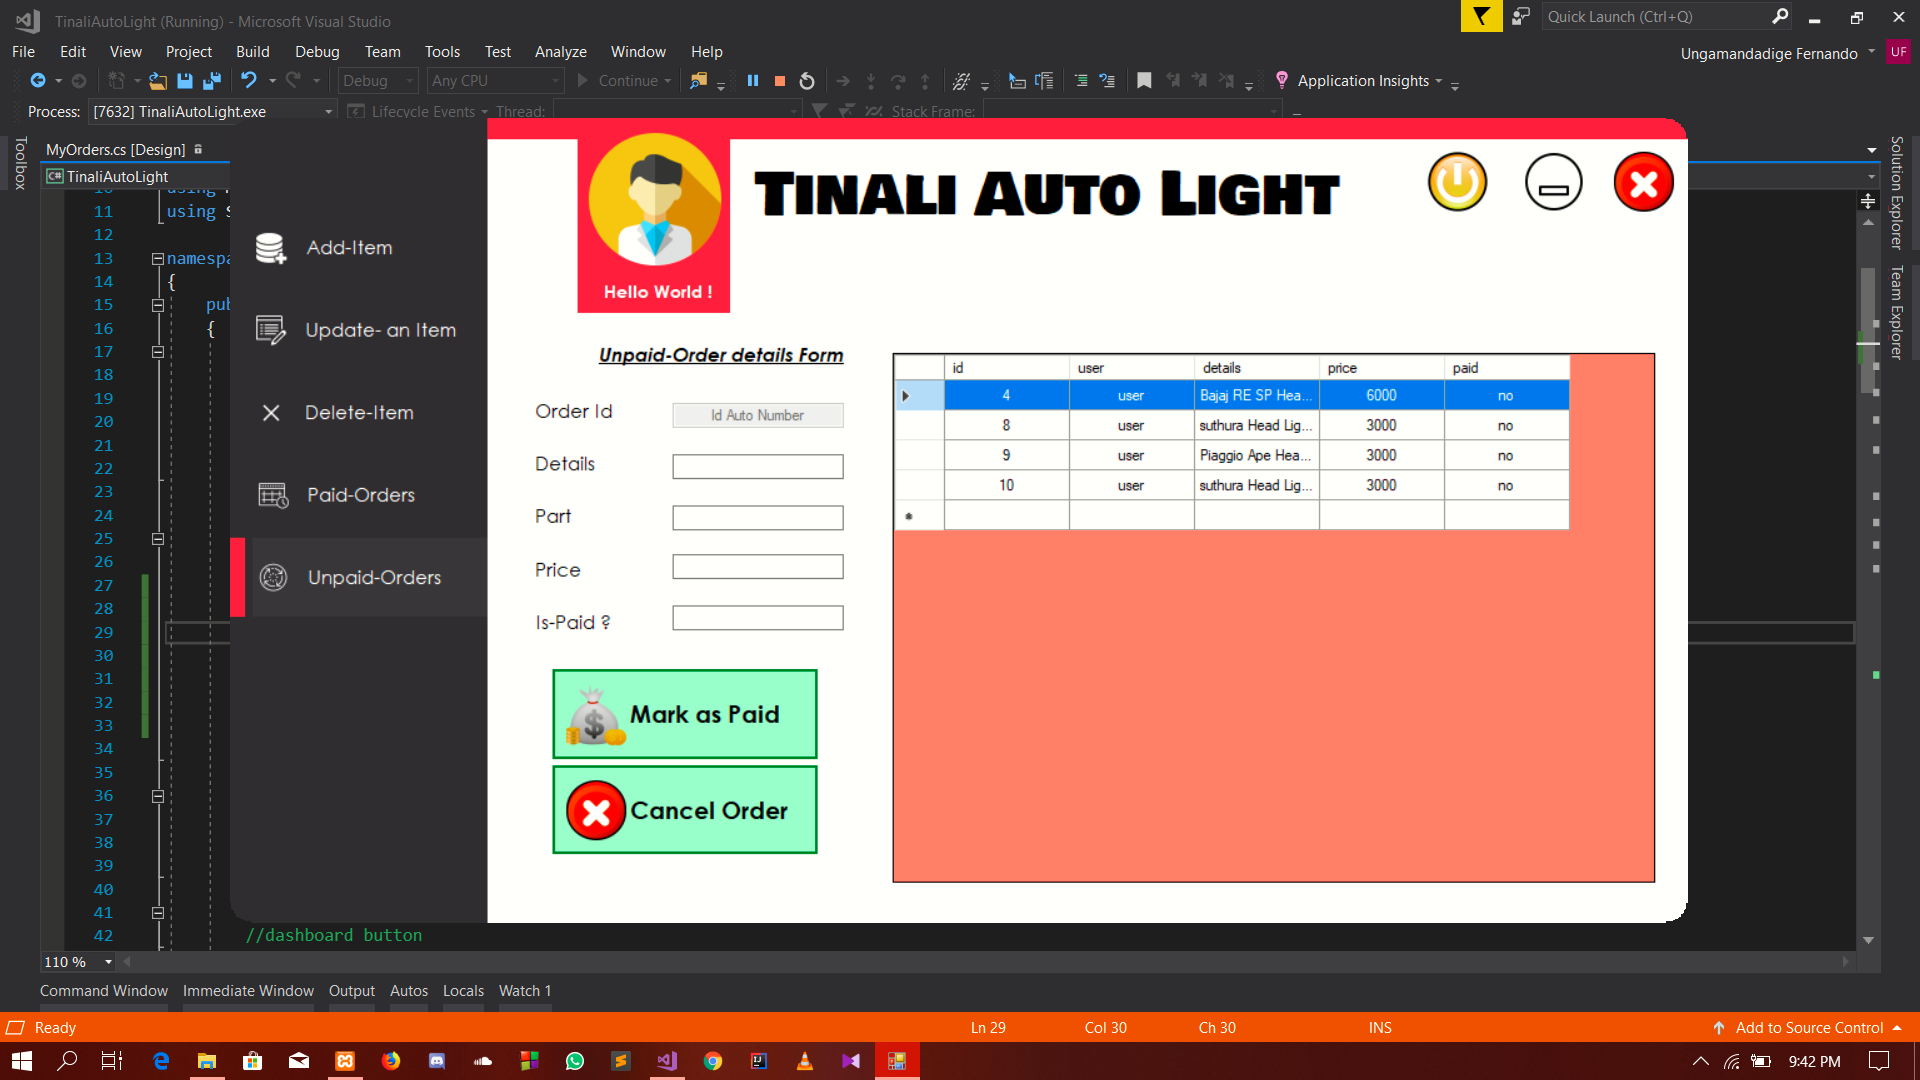 TinaliAutoLight (Running) - Microsoft Visual Studio
Quick Launch (Ctrl+Q)
File Edit View Project Build Debug Team Tools Test Analyze Window Help
Ungamandadige Fernando UF
Debug Any CPU Continue Application Insights
Process: [7632] TinaliAutoLight.exe Lifecycle Events Thread: Stack Frame:
Toolbox
MyOrders.cs [Design]
TinaliAutoLight
Solution Explorer
Team Explorer
11 using S
12
13 namespa
14 {
15 pub
16 {
17
18
19
20
21
22
23
24
25
26
27
28
29
30
31
32
33
34
35
36
37
38
39
40
41
42 //dashboard button
Add-Item
Update- an Item
Delete-Item
Paid-Orders
Unpaid-Orders
Hello World !
Tinali Auto Light
Unpaid-Order details Form
Order Id Id Auto Number
Details
Part
Price
Is-Paid ?
Mark as Paid
Cancel Order
id user details price paid
4 user Bajaj RE SP Hea... 6000 no
8 user suthura Head Lig... 3000 no
9 user Piaggio Ape Hea... 3000 no
10 user suthura Head Lig... 3000 no
110 %
Command Window Immediate Window Output Autos Locals Watch 1
Ready Ln 29 Col 30 Ch 30 INS Add to Source Control
9:42 PM